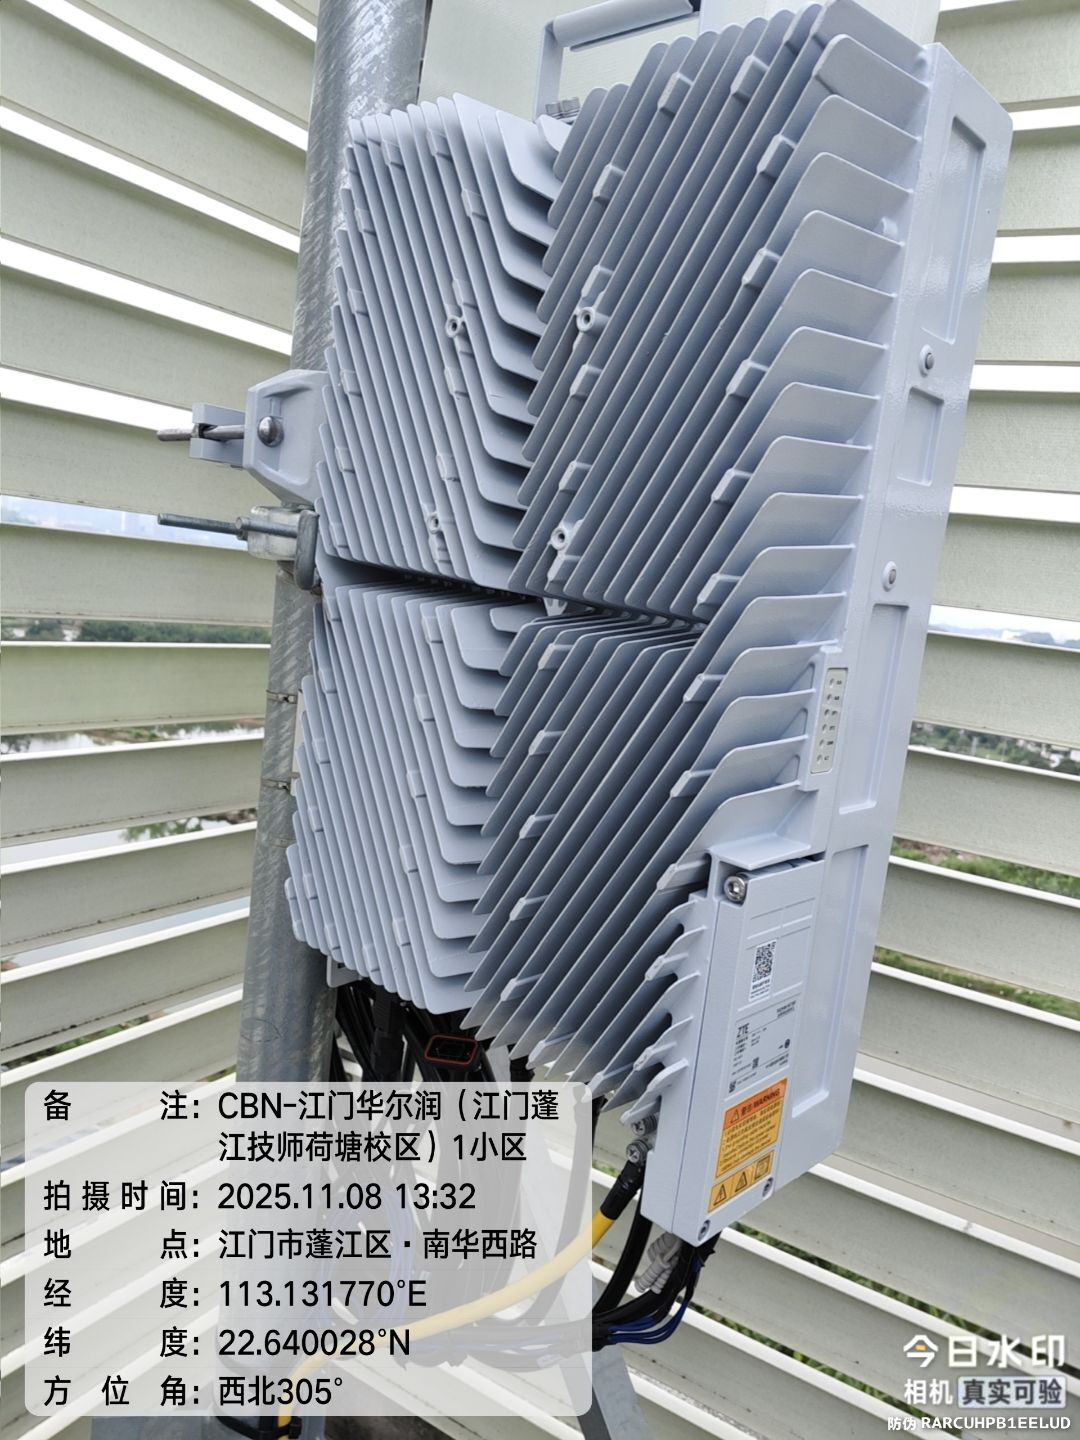 ZTE
警告 WARNING
备 注: CBN-江门华尔润（江门蓬
江技师荷塘校区）1小区
拍摄时间: 2025.11.08 13:32
地 点: 江门市蓬江区·南华西路
经 度: 113.131770°E
纬 度: 22.640028°N
方 位 角: 西北305°
今日水印
相机 真实可验
防伪 RARCUHPB1EELUD